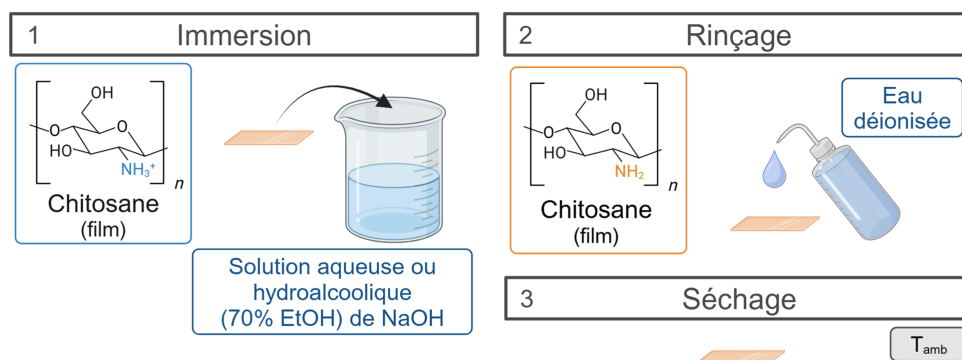 1 Immersion
OH
O
O
HO
NH₃⁺
n
Chitosane
(film)
Solution aqueuse ou
hydroalcoolique
(70% EtOH) de NaOH
2 Rinçage
OH
O
O
HO
NH₂
n
Chitosane
(film)
Eau
déionisée
3 Séchage
Tamb